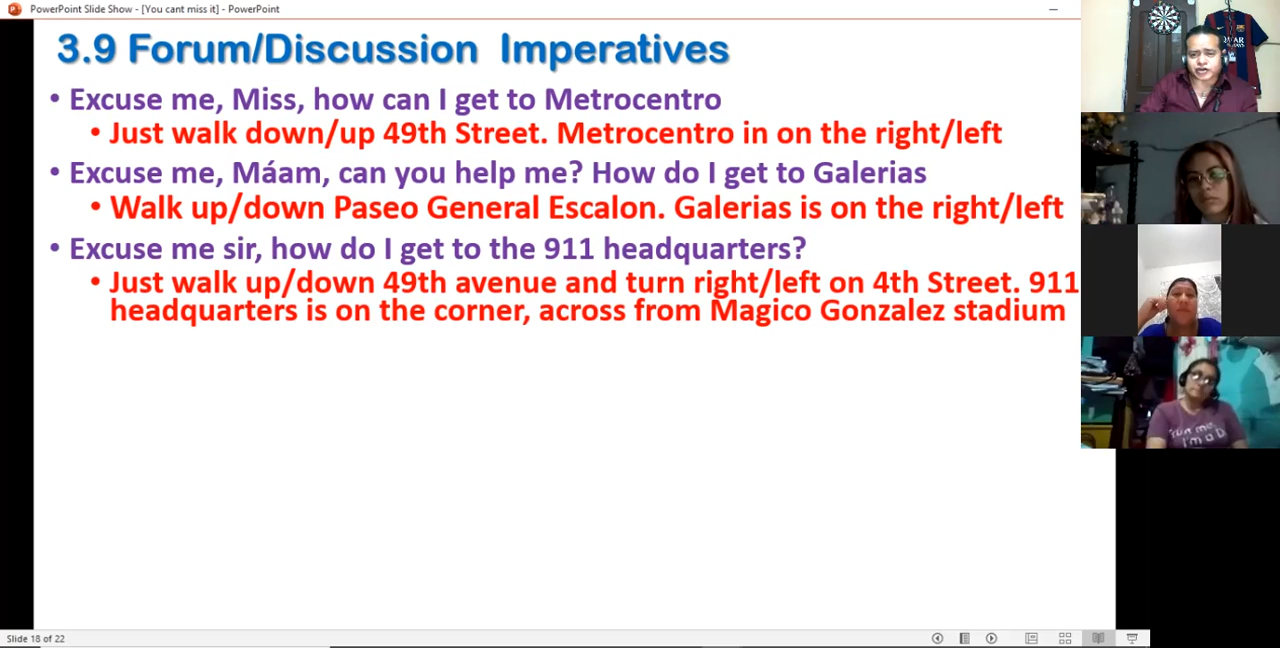 PowerPoint Slide Show - [You cant miss it] - PowerPoint
3.9 Forum/Discussion Imperatives
• Excuse me, Miss, how can I get to Metrocentro
• Just walk down/up 49th Street. Metrocentro in on the right/left
• Excuse me, Máam, can you help me? How do I get to Galerias
• Walk up/down Paseo General Escalon. Galerias is on the right/left
• Excuse me sir, how do I get to the 911 headquarters?
• Just walk up/down 49th avenue and turn right/left on 4th Street. 911
headquarters is on the corner, across from Magico Gonzalez stadium
I'm a
Slide 18 of 22